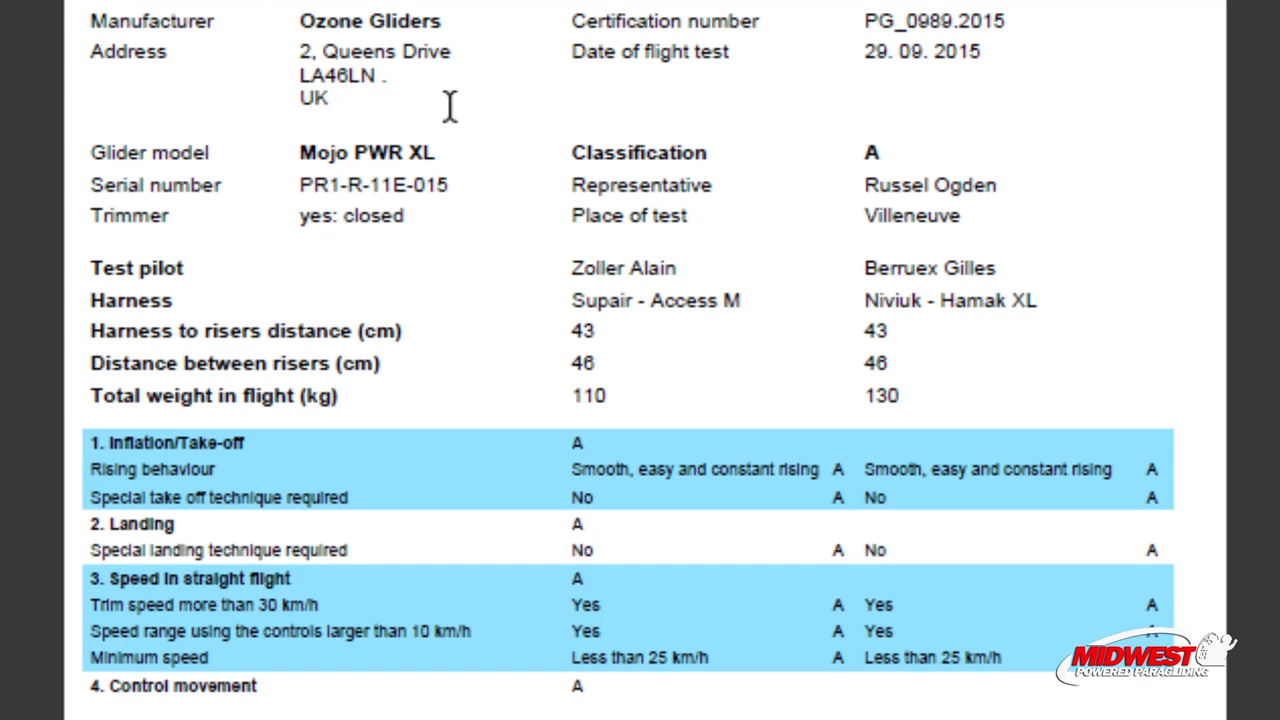 Manufacturer Ozone Gliders Certification number PG_0989.2015
Address 2, Queens Drive Date of flight test 29. 09. 2015
LA46LN .
UK
Glider model Mojo PWR XL Classification A
Serial number PR1-R-11E-015 Representative Russel Ogden
Trimmer yes: closed Place of test Villeneuve
Test pilot Zoller Alain Berruex Gilles
Harness Supair - Access M Niviuk - Hamak XL
Harness to risers distance (cm) 43 43
Distance between risers (cm) 46 46
Total weight in flight (kg) 110 130
1. Inflation/Take-off A
Rising behaviour Smooth, easy and constant rising A Smooth, easy and constant rising A
Special take off technique required No A No A
2. Landing A
Special landing technique required No A No A
3. Speed in straight flight A
Trim speed more than 30 km/h Yes A Yes A
Speed range using the controls larger than 10 km/h Yes A Yes A
Minimum speed Less than 25 km/h A Less than 25 km/h
4. Control movement A
MIDWEST
POWERED PARAGLIDING